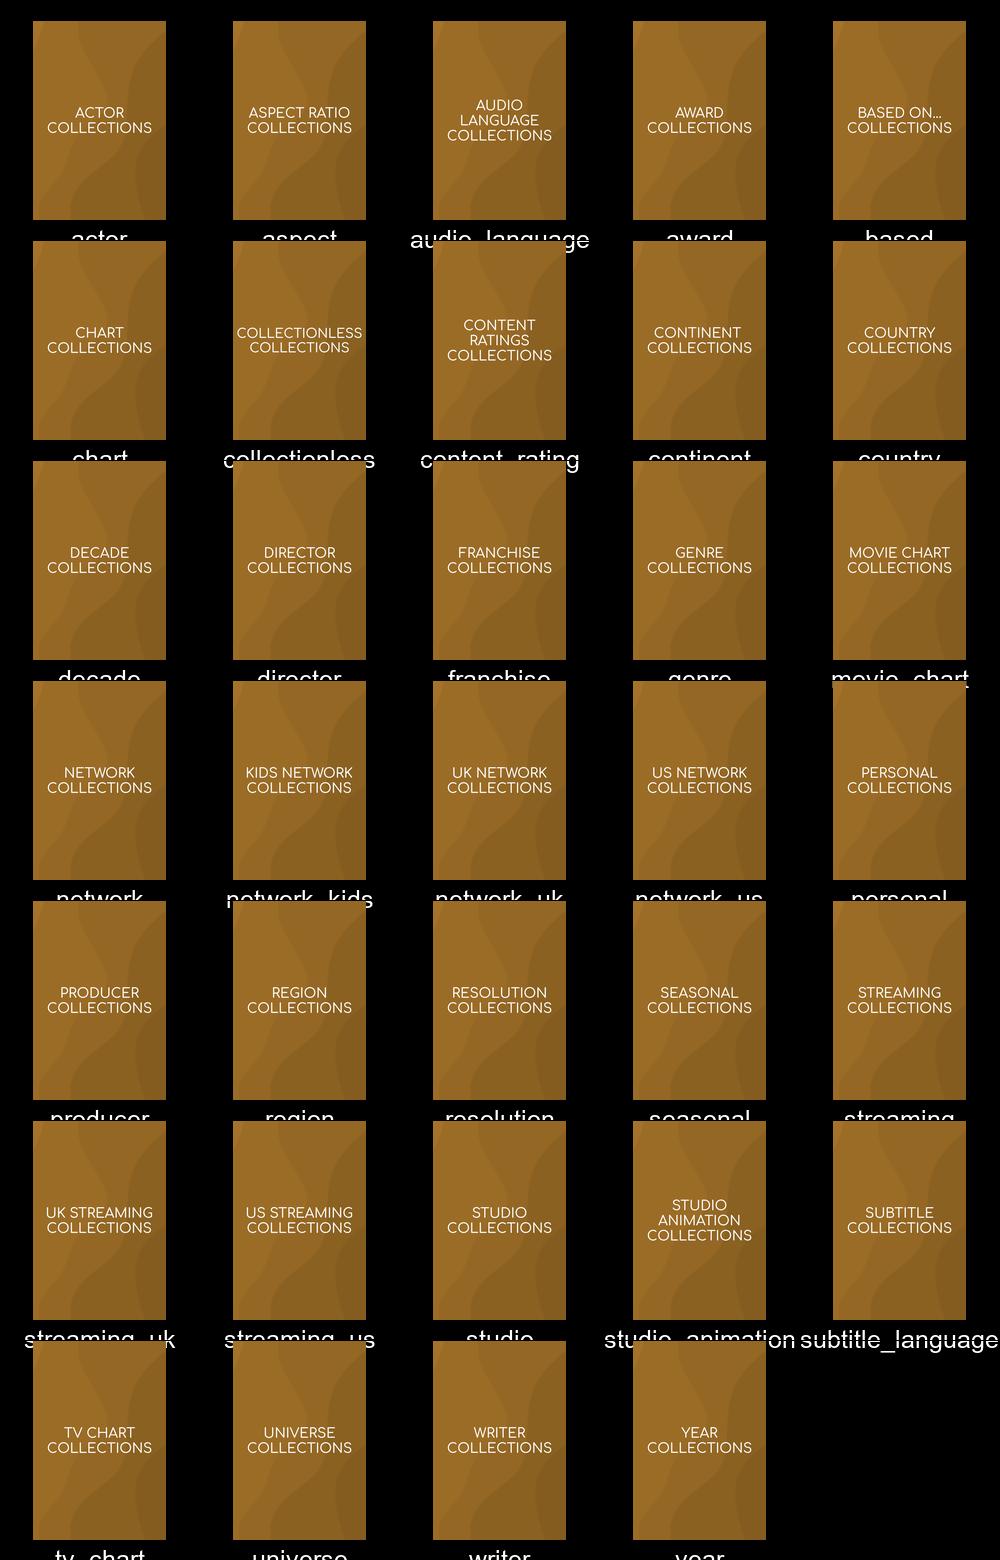 ACTOR
COLLECTIONS
ASPECT RATIO
COLLECTIONS
AUDIO
LANGUAGE
COLLECTIONS
AWARD
COLLECTIONS
BASED ON...
COLLECTIONS
actor
aspect
audio_language
award
based
CHART
COLLECTIONS
COLLECTIONLESS
COLLECTIONS
CONTENT
RATINGS
COLLECTIONS
CONTINENT
COLLECTIONS
COUNTRY
COLLECTIONS
chart
collectionless
content_rating
continent
country
DECADE
COLLECTIONS
DIRECTOR
COLLECTIONS
FRANCHISE
COLLECTIONS
GENRE
COLLECTIONS
MOVIE CHART
COLLECTIONS
decade
director
franchise
genre
movie_chart
NETWORK
COLLECTIONS
KIDS NETWORK
COLLECTIONS
UK NETWORK
COLLECTIONS
US NETWORK
COLLECTIONS
PERSONAL
COLLECTIONS
network
network_kids
network_uk
network_us
personal
PRODUCER
COLLECTIONS
REGION
COLLECTIONS
RESOLUTION
COLLECTIONS
SEASONAL
COLLECTIONS
STREAMING
COLLECTIONS
producer
region
resolution
seasonal
streaming
UK STREAMING
COLLECTIONS
US STREAMING
COLLECTIONS
STUDIO
COLLECTIONS
STUDIO
ANIMATION
COLLECTIONS
SUBTITLE
COLLECTIONS
streaming_uk
streaming_us
studio
studio_animation
subtitle_language
TV CHART
COLLECTIONS
UNIVERSE
COLLECTIONS
WRITER
COLLECTIONS
YEAR
COLLECTIONS
tv_chart
universe
writer
year